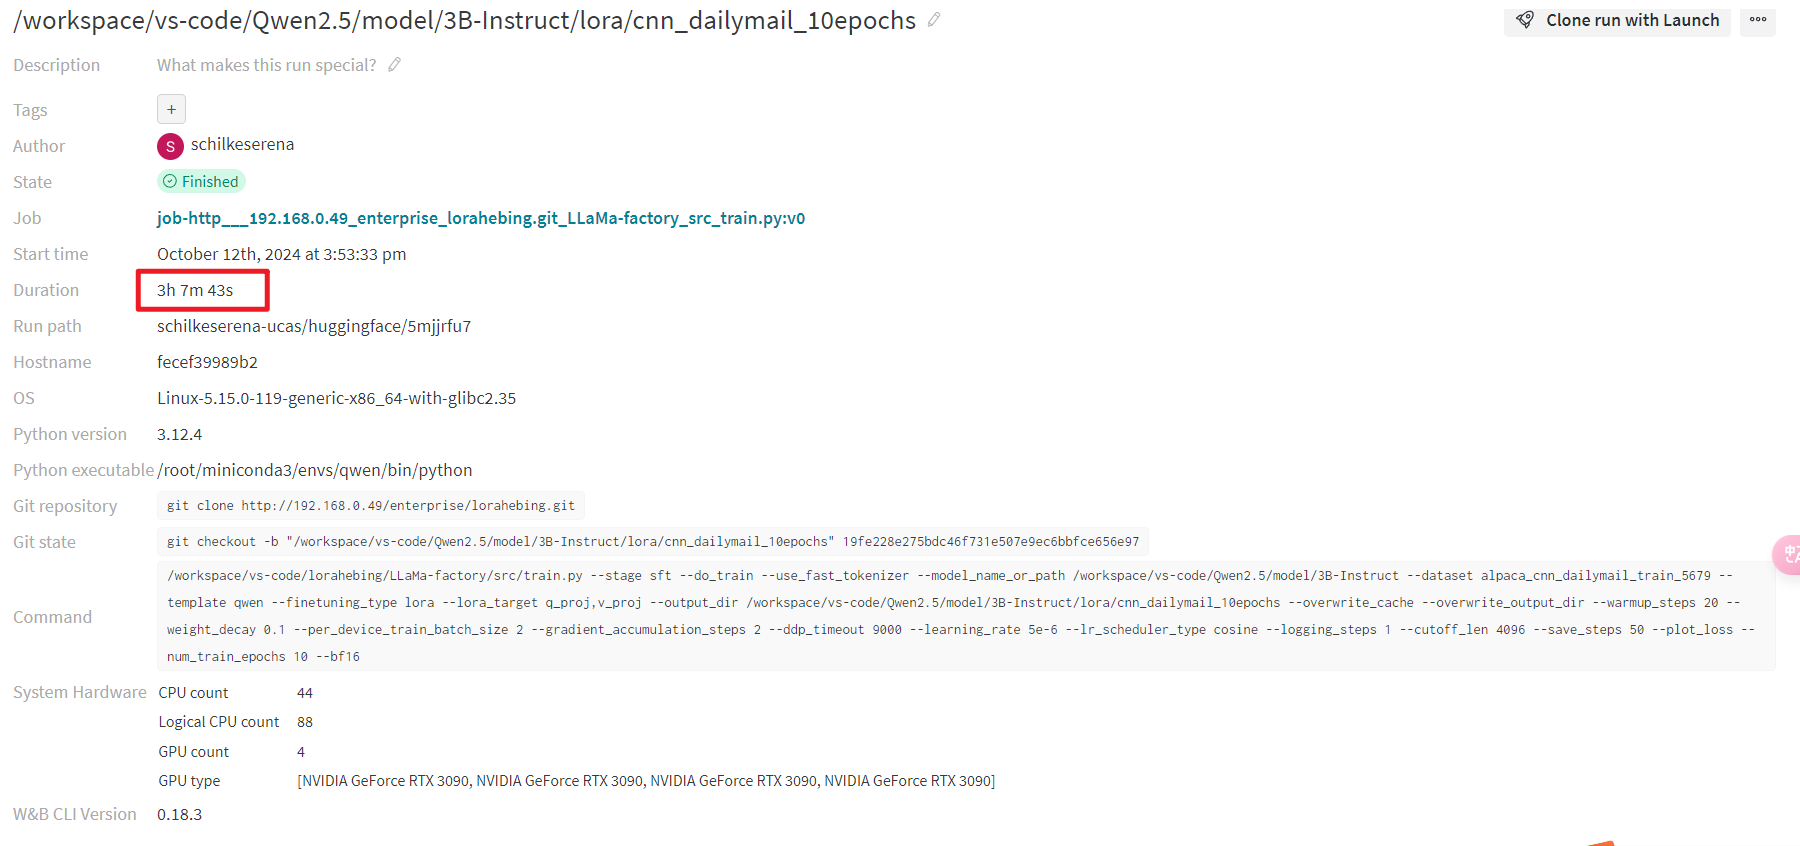 /workspace/vs-code/Qwen2.5/model/3B-Instruct/lora/cnn_dailymail_10epochs
Clone run with Launch
Description What makes this run special?
Tags +
Author S schilkeserena
State Finished
Job job-http___192.168.0.49_enterprise_lorahebing.git_LLaMa-factory_src_train.py:v0
Start time October 12th, 2024 at 3:53:33 pm
Duration 3h 7m 43s
Run path schilkeserena-ucas/huggingface/5mjjrfu7
Hostname fecef39989b2
OS Linux-5.15.0-119-generic-x86_64-with-glibc2.35
Python version 3.12.4
Python executable /root/miniconda3/envs/qwen/bin/python
Git repository git clone http://192.168.0.49/enterprise/lorahebing.git
Git state git checkout -b "/workspace/vs-code/Qwen2.5/model/3B-Instruct/lora/cnn_dailymail_10epochs" 19fe228e275bdc46f731e507e9ec6bbfce656e97
/workspace/vs-code/lorahebing/LLaMa-factory/src/train.py --stage sft --do_train --use_fast_tokenizer --model_name_or_path /workspace/vs-code/Qwen2.5/model/3B-Instruct --dataset alpaca_cnn_dailymail_train_5679 --
template qwen --finetuning_type lora --lora_target q_proj,v_proj --output_dir /workspace/vs-code/Qwen2.5/model/3B-Instruct/lora/cnn_dailymail_10epochs --overwrite_cache --overwrite_output_dir --warmup_steps 20 --
Command
weight_decay 0.1 --per_device_train_batch_size 2 --gradient_accumulation_steps 2 --ddp_timeout 9000 --learning_rate 5e-6 --lr_scheduler_type cosine --logging_steps 1 --cutoff_len 4096 --save_steps 50 --plot_loss --
num_train_epochs 10 --bf16
System Hardware CPU count 44
Logical CPU count 88
GPU count 4
GPU type [NVIDIA GeForce RTX 3090, NVIDIA GeForce RTX 3090, NVIDIA GeForce RTX 3090, NVIDIA GeForce RTX 3090]
W&B CLI Version 0.18.3